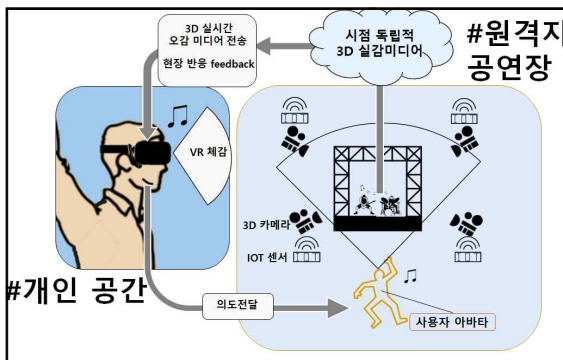 3D 실시간
오감 미디어 전송
현장 반응 feedback
시점 독립적
3D 실감미디어
#원격지
공연장
VR 체감
3D 카메라
IOT 센서
#개인 공간
의도전달
사용자 아바타